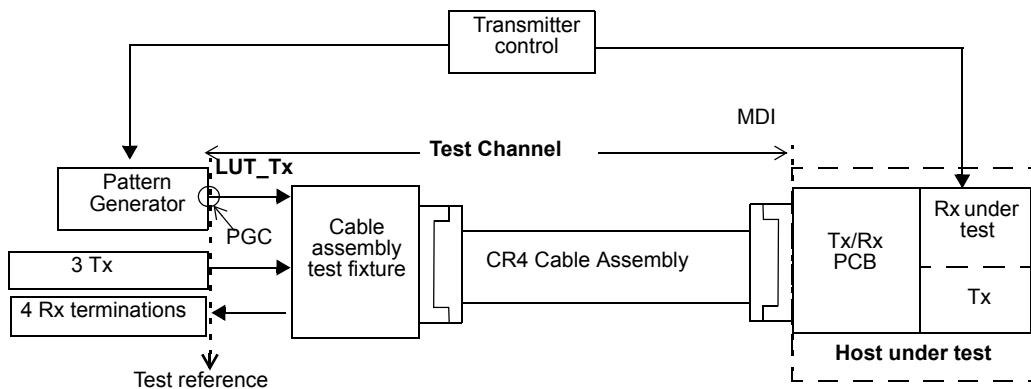 Transmitter
control
MDI
Test Channel
LUT_Tx
Pattern
Generator
PGC
Cable
assembly
test fixture
3 Tx
4 Rx terminations
CR4 Cable Assembly
Tx/Rx
PCB
Rx under
test
Tx
Host under test
Test reference